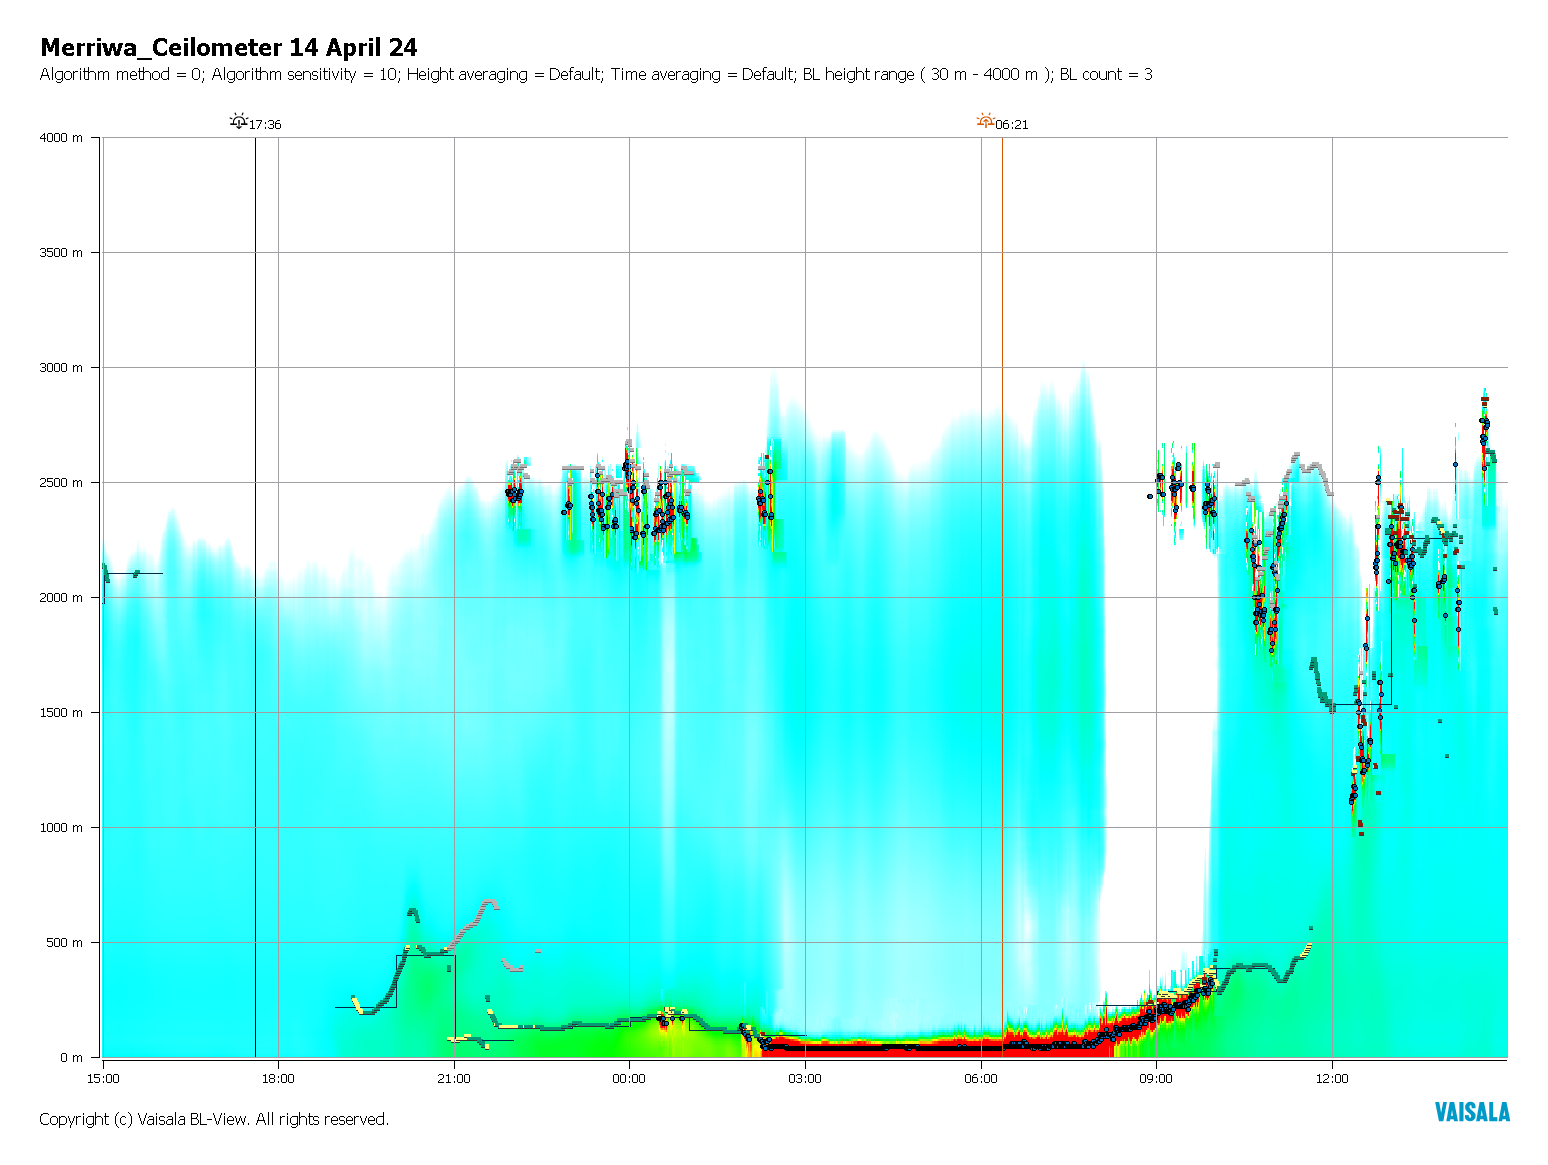 Merriwa_Ceilometer 14 April 24
Algorithm method = 0; Algorithm sensitivity = 10; Height averaging = Default; Time averaging = Default; BL height range ( 30 m - 4000 m ); BL count = 3
17:36
06:21
4000 m
3500 m
3000 m
2500 m
2000 m
1500 m
1000 m
500 m
0 m
15:00
18:00
21:00
00:00
03:00
06:00
09:00
12:00
Copyright (c) Vaisala BL-View. All rights reserved.
VAISALA